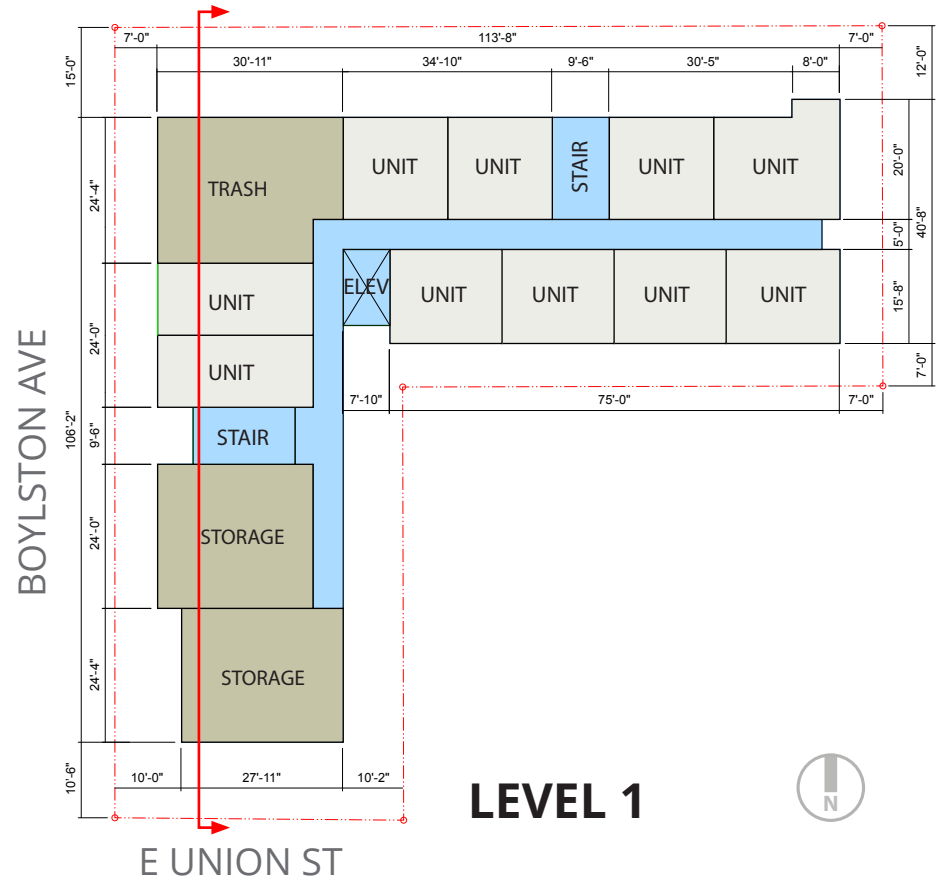 7'-0"
113'-8"
7'-0"
30'-11"
34'-10"
9'-6"
30'-5"
8'-0"
15'-0"
12'-0"
TRASH
UNIT
UNIT
STAIR
UNIT
UNIT
24'-4"
20'-0"
40'-8"
5'-0"
ELEV
UNIT
UNIT
UNIT
UNIT
15'-8"
UNIT
24'-0"
UNIT
7'-0"
7'-10"
75'-0"
7'-0"
BOYLSTON AVE
106'-2"
9'-6"
STAIR
24'-0"
STORAGE
24'-4"
STORAGE
10'-6"
10'-0"
27'-11"
10'-2"
LEVEL 1
N
E UNION ST